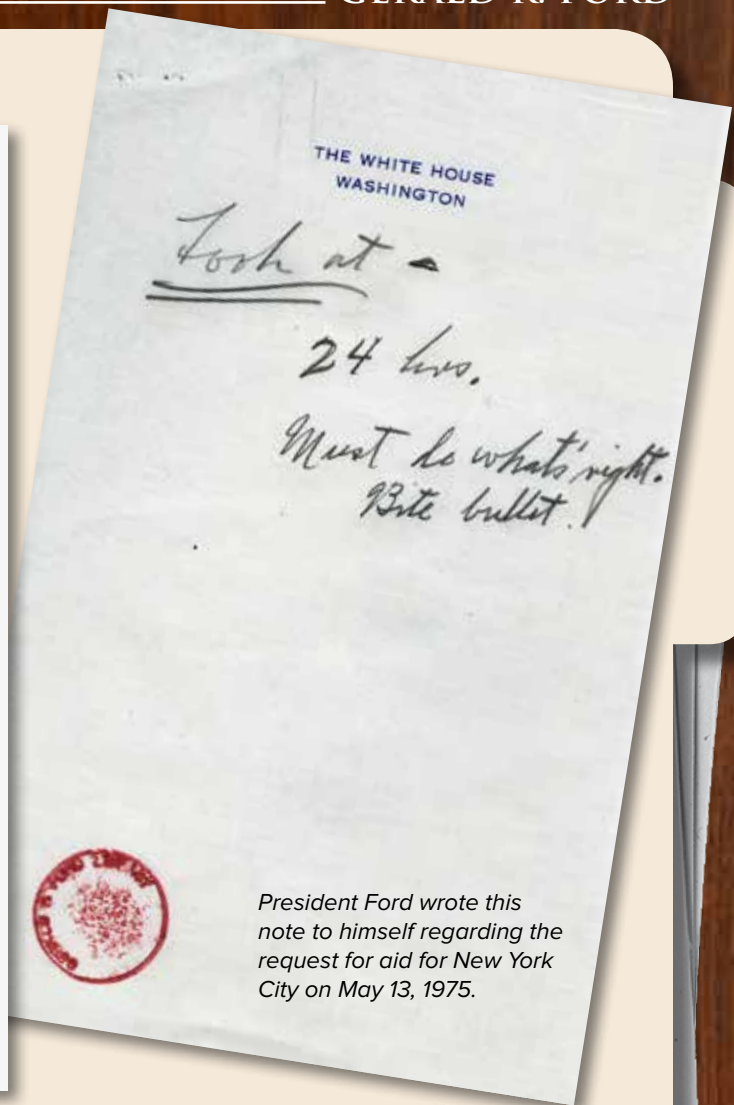 GERALD R. FORD
THE WHITE HOUSE
WASHINGTON
Look at -
24 hrs.
Must do what's right.
Bite bullet.
President Ford wrote this
note to himself regarding the
request for aid for New York
City on May 13, 1975.